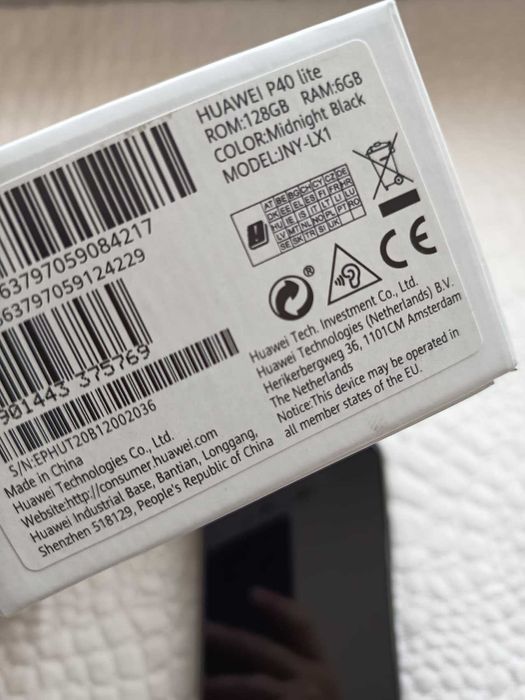 HUAWEI P40 lite
ROM:128GB RAM:6GB
COLOR:Midnight Black
MODEL:JNY-LX1
AT BE BG CH CY CZ DE
DK EE EL ES FI FR HR
HU IE IS IT LT LU
LV MT NL NO PL PT RO
SE SK TR SI UK
CE
63797059084217
63797059124229
901443 375769
S/N:EPHUT20B12002036
Made in China
Huawei Technologies Co., Ltd.
Website:http://consumer.huawei.com
Huawei Industrial Base, Bantian, Longgang,
Shenzhen 518129, People's Republic of China
Huawei Tech. Investment Co., Ltd.
Huawei Technologies (Netherlands) B.V.
Herikerbergweg 36, 1101CM Amsterdam
The Netherlands
Notice:This device may be operated in
all member states of the EU.